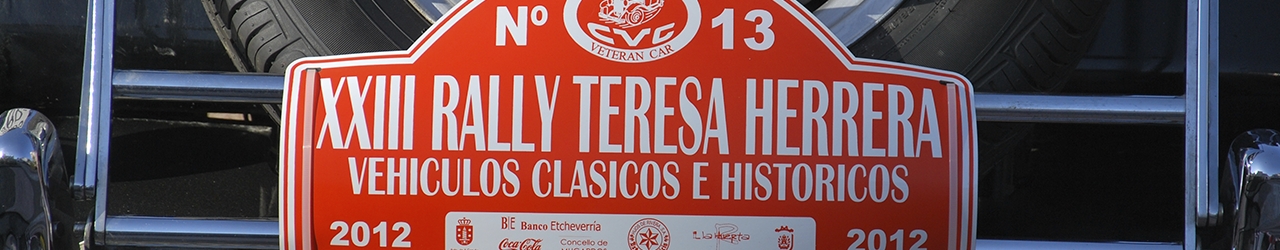 Nº 13
CVC
VETERAN CAR
XXIII RALLY TERESA HERRERA
VEHICULOS CLASICOS E HISTORICOS
2012 2012
BE Banco Etcheverría
Coca-Cola Concello de